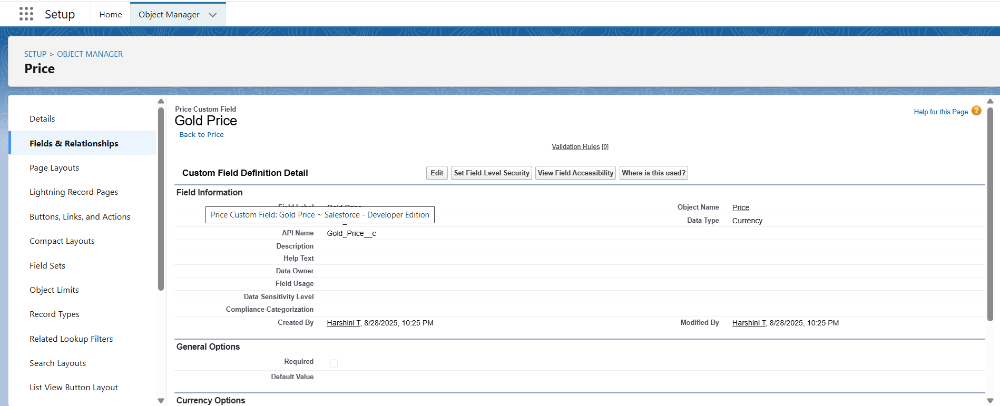 Setup
Home
Object Manager
SETUP > OBJECT MANAGER
Price
Details
Fields & Relationships
Page Layouts
Lightning Record Pages
Buttons, Links, and Actions
Compact Layouts
Field Sets
Object Limits
Record Types
Related Lookup Filters
Search Layouts
List View Button Layout
Price Custom Field
Gold Price
Back to Price
Help for this Page ?
Validation Rules [0]
Custom Field Definition Detail
Edit
Set Field-Level Security
View Field Accessibility
Where is this used?
Field Information
Field Label Gold Price
Object Name Price
Price Custom Field: Gold Price ~ Salesforce - Developer Edition
Data Type Currency
API Name Gold_Price__c
Description
Help Text
Data Owner
Field Usage
Data Sensitivity Level
Compliance Categorization
Created By Harshini T, 8/28/2025, 10:25 PM
Modified By Harshini T, 8/28/2025, 10:25 PM
General Options
Required
Default Value
Currency Options